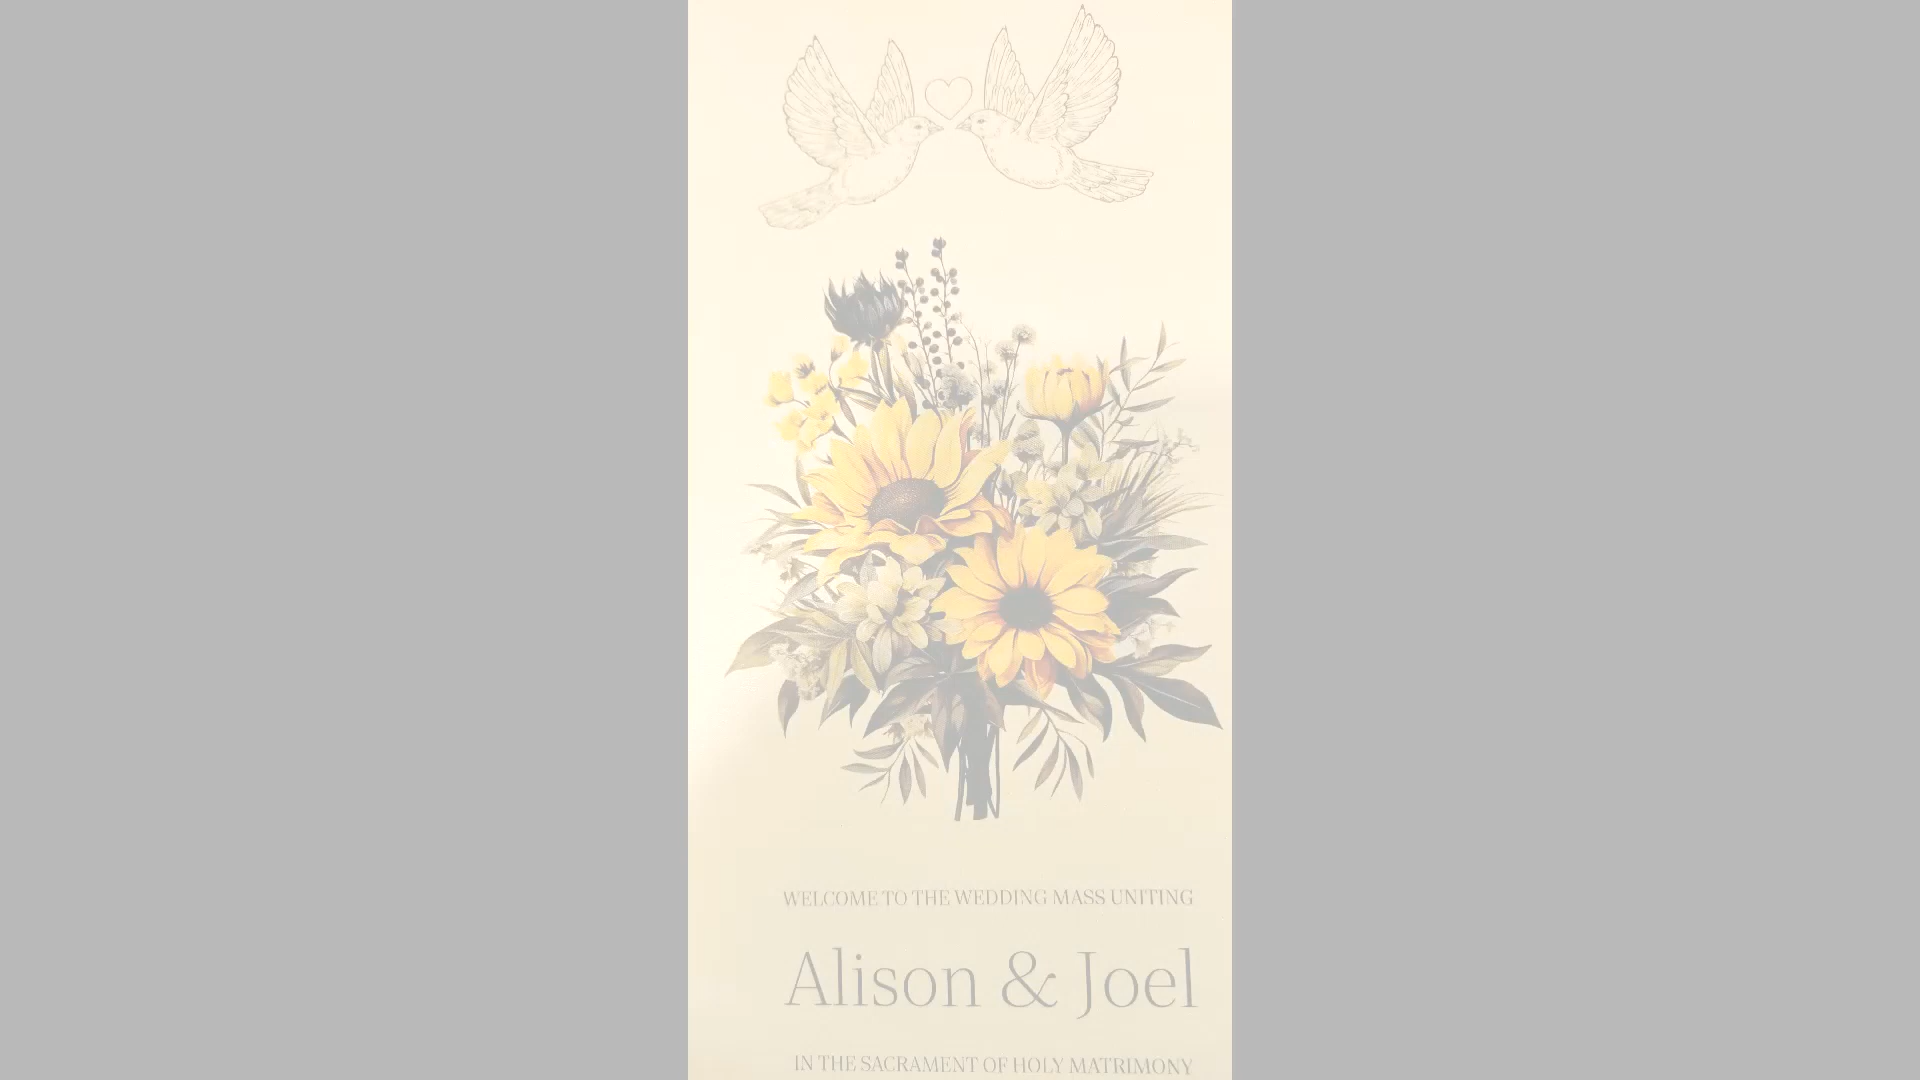 WELCOME TO THE WEDDING MASS UNITING
Alison & Joel
IN THE SACRAMENT OF HOLY MATRIMONY